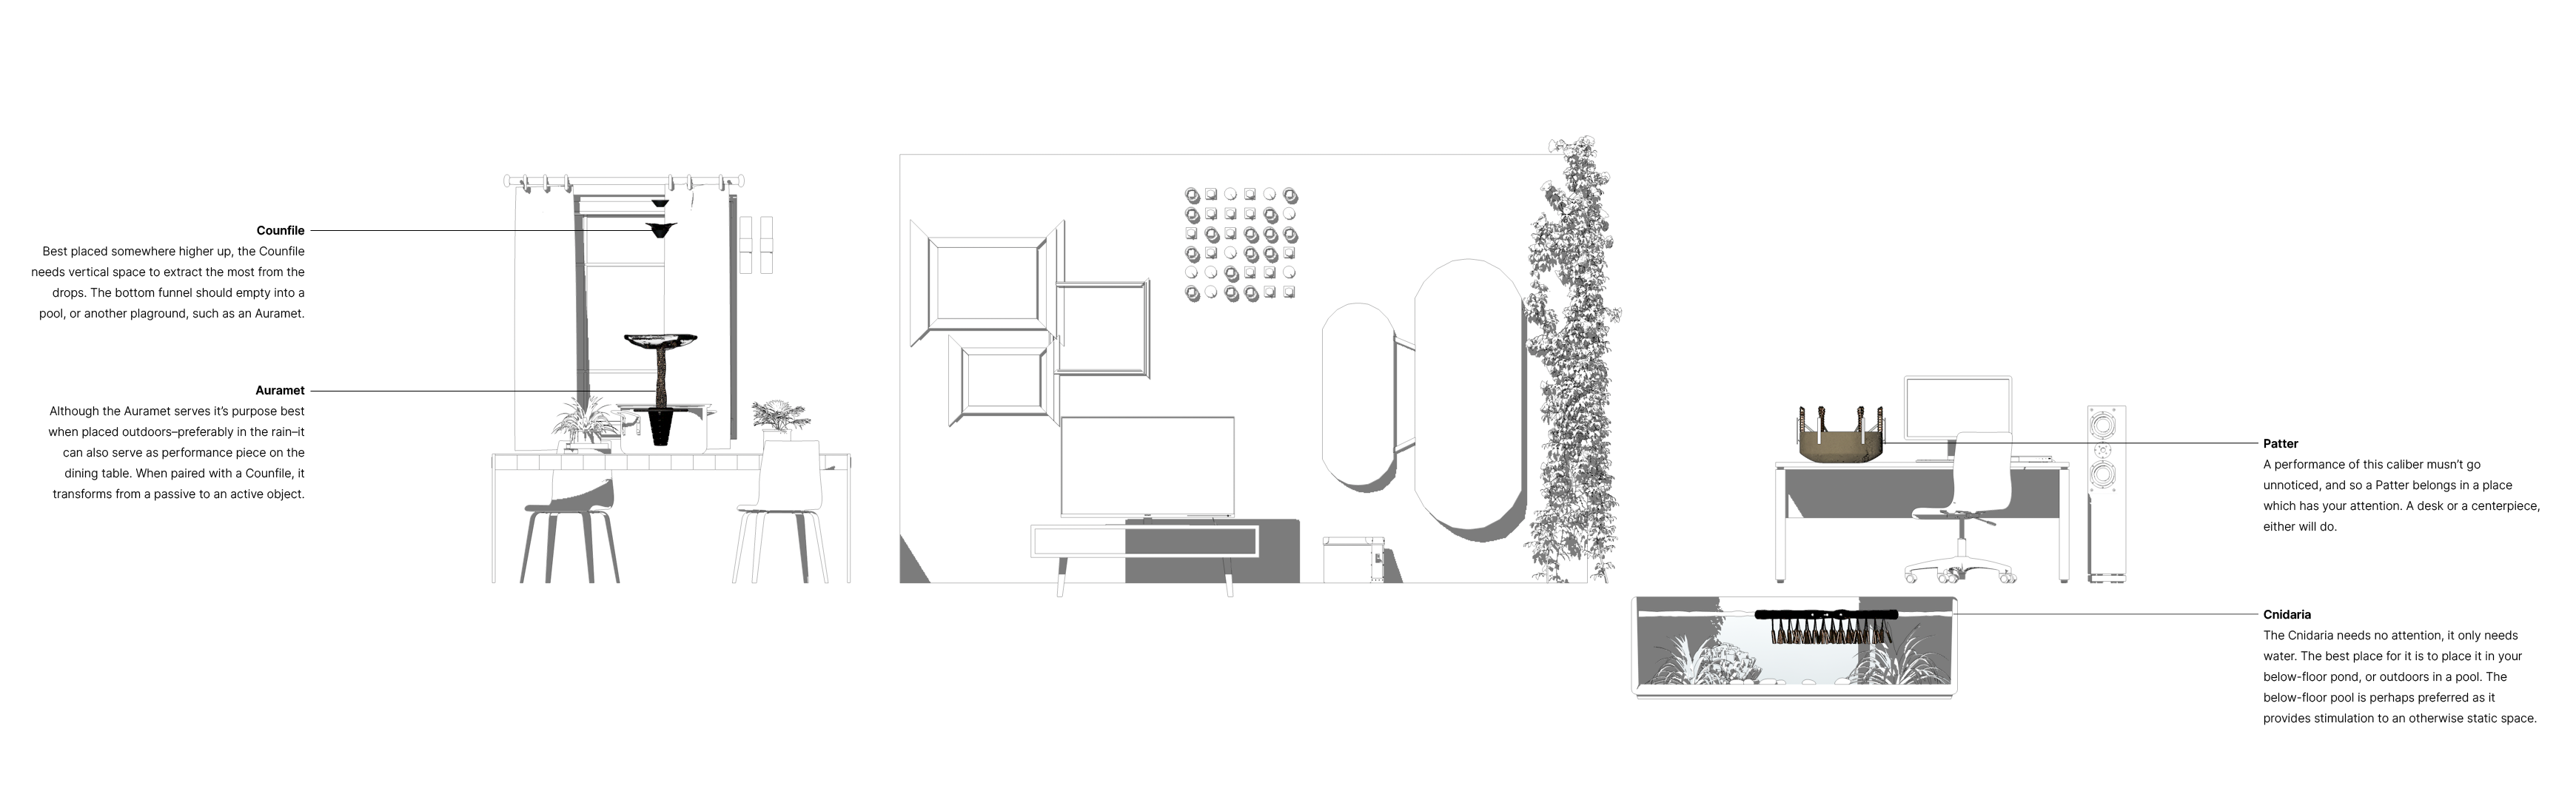 Counfile
Best placed somewhere higher up, the Counfile
needs vertical space to extract the most from the
drops. The bottom funnel should empty into a
pool, or another plaground, such as an Auramet.
Auramet
Although the Auramet serves it’s purpose best
when placed outdoors–preferably in the rain–it
can also serve as performance piece on the
dining table. When paired with a Counfile, it
transforms from a passive to an active object.
Patter
A performance of this caliber musn’t go
unnoticed, and so a Patter belongs in a place
which has your attention. A desk or a centerpiece,
either will do.
Cnidaria
The Cnidaria needs no attention, it only needs
water. The best place for it is to place it in your
below-floor pond, or outdoors in a pool. The
below-floor pool is perhaps preferred as it
provides stimulation to an otherwise static space.